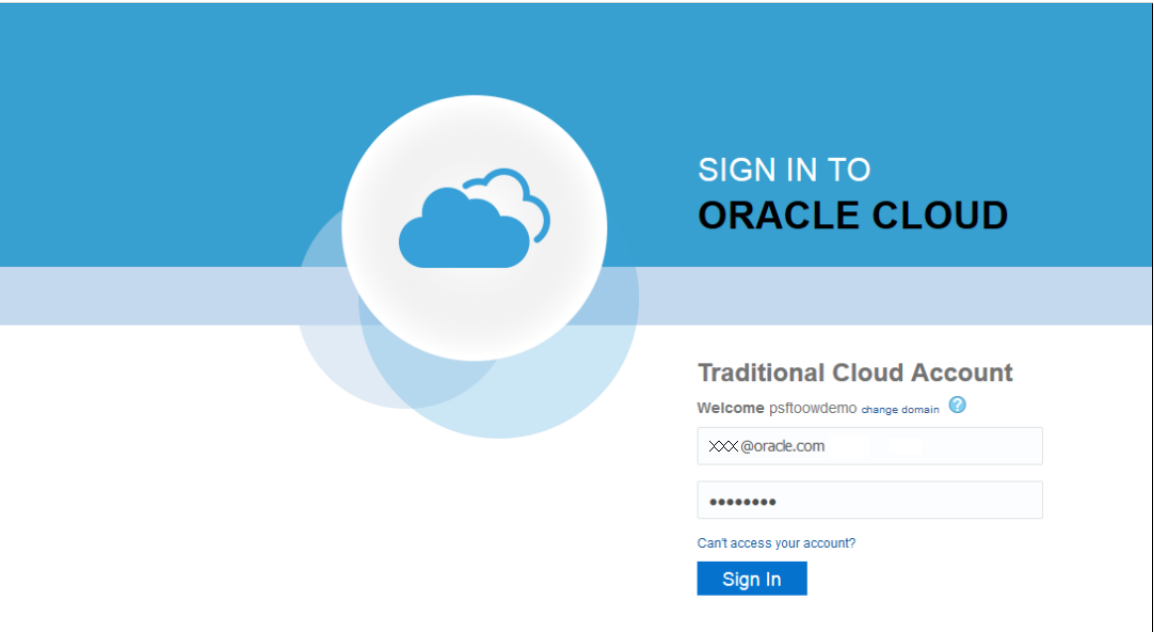 SIGN IN TO
ORACLE CLOUD
Traditional Cloud Account
Welcome psftoowdemo change domain ?
XXX@oracle.com
••••••••
Can't access your account?
Sign In